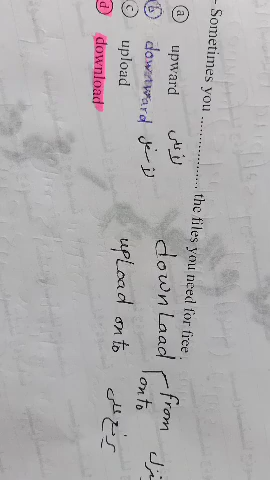 - Sometimes you .................. the files you need for free.
a upward
b downward
c upload
d download
downLoad from
onto
upload onto